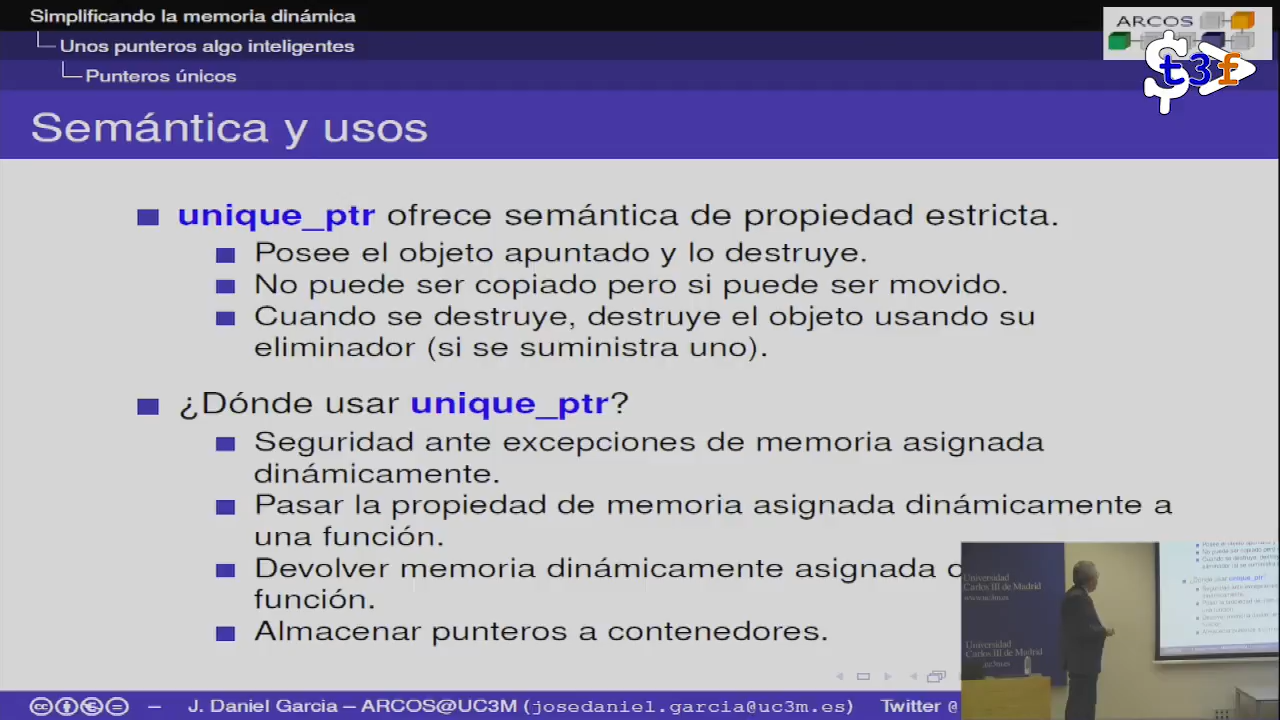 Simplificando la memoria dinámica
Unos punteros algo inteligentes
Punteros únicos
ARCOS
t3f
Semántica y usos
unique_ptr ofrece semántica de propiedad estricta.
Posee el objeto apuntado y lo destruye.
No puede ser copiado pero si puede ser movido.
Cuando se destruye, destruye el objeto usando su
eliminador (si se suministra uno).
¿Dónde usar unique_ptr?
Seguridad ante excepciones de memoria asignada
dinámicamente.
Pasar la propiedad de memoria asignada dinámicamente a
una función.
Devolver memoria dinámicamente asignada
función.
Almacenar punteros a contenedores.
Universidad
Carlos III de Madrid
www.uc3m.es
Universidad
Carlos III de Madrid
¿Dónde usar unique_ptr?
– J. Daniel Garcia – ARCOS@UC3M (josedaniel.garcia@uc3m.es) Twitter @